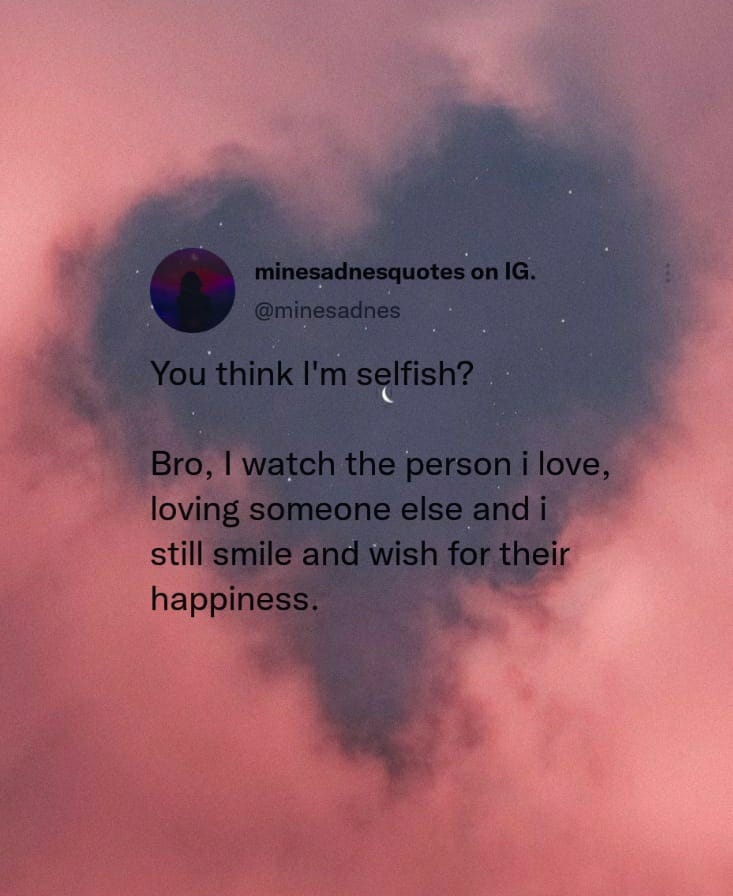 minesadnesquotes on IG.
@minesadnes
You think I'm selfish?
Bro, I watch the person i love,
loving someone else and i
still smile and wish for their
happiness.